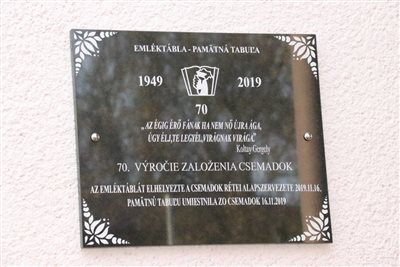 EMLÉKTÁBLA - PAMÄTNÁ TABUĽA
1949 2019
70
„AZ ÉGIG ÉRŐ FÁNAK HA NEM NŐ ÚJRA ÁGA,
ÚGY ÉLJ,TE LEGYÉL,VIRÁGNAK VIRÁGA”
Koltay Gergely
70. VÝROČIE ZALOŽENIA CSEMADOK
AZ EMLÉKTÁBLÁT ELHELYEZTE A CSEMADOK RÉTEI ALAPSZERVEZETE 2019.11.16.
PAMÄTNÚ TABUĽU UMIESTNILA ZO CSEMADOK 16.11.2019